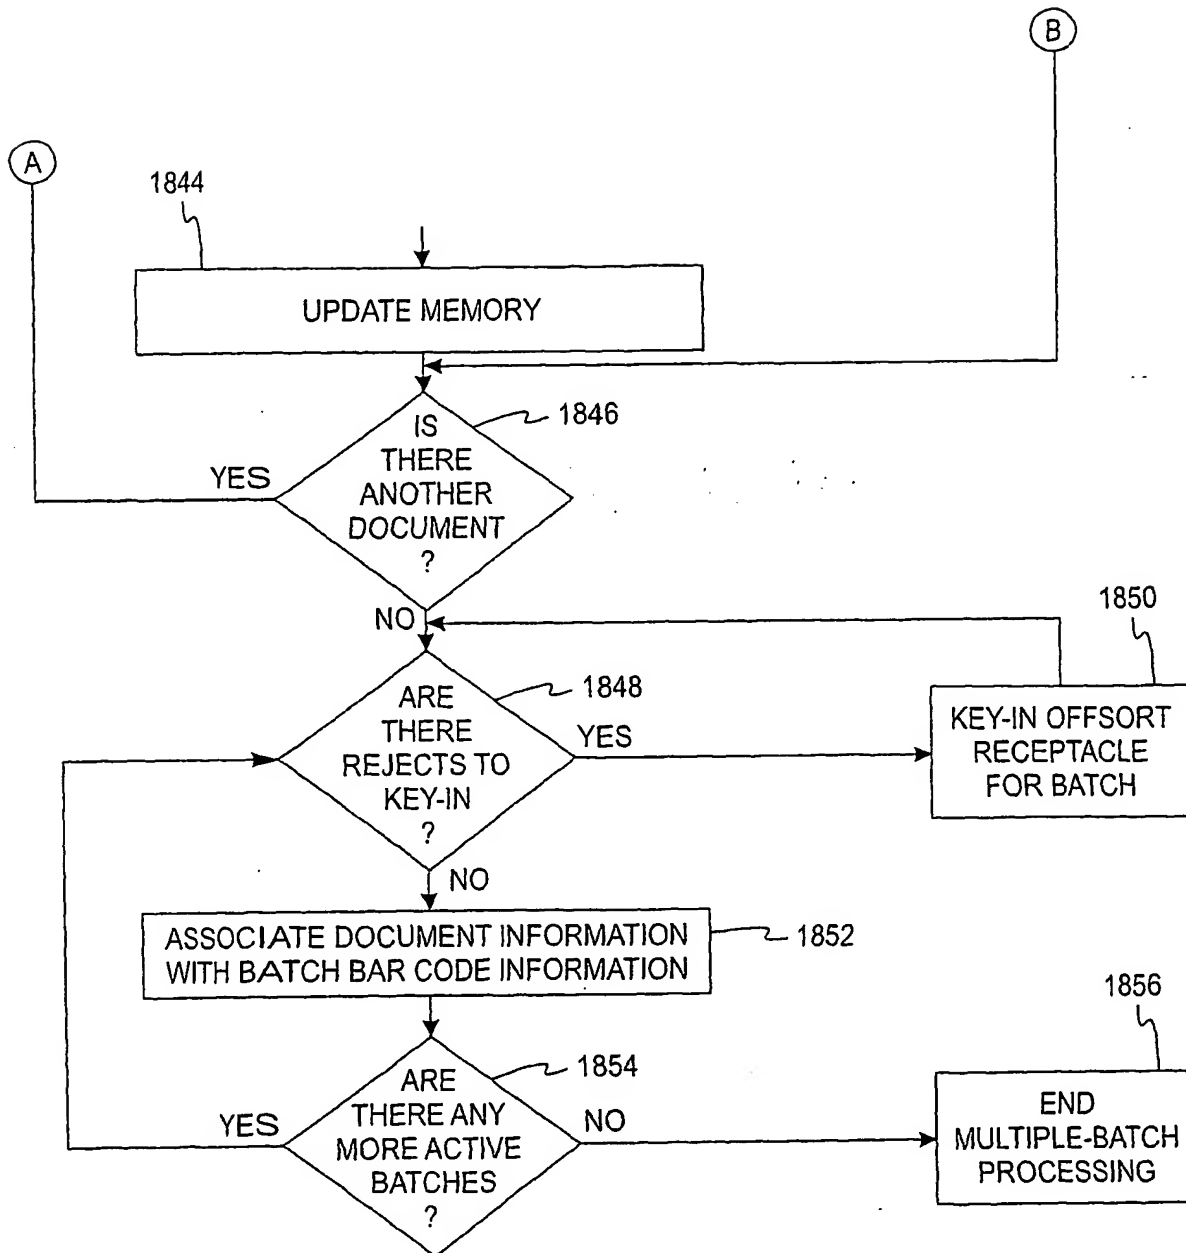 B
A
1844
UPDATE MEMORY
1846
IS
THERE
ANOTHER
DOCUMENT
?
YES
NO
1850
1848
ARE
THERE
REJECTS TO
KEY-IN
?
YES
KEY-IN OFFSORT
RECEPTACLE
FOR BATCH
NO
ASSOCIATE DOCUMENT INFORMATION
WITH BATCH BAR CODE INFORMATION
1852
1856
1854
ARE
THERE ANY
MORE ACTIVE
BATCHES
?
YES
NO
END
MULTIPLE-BATCH
PROCESSING